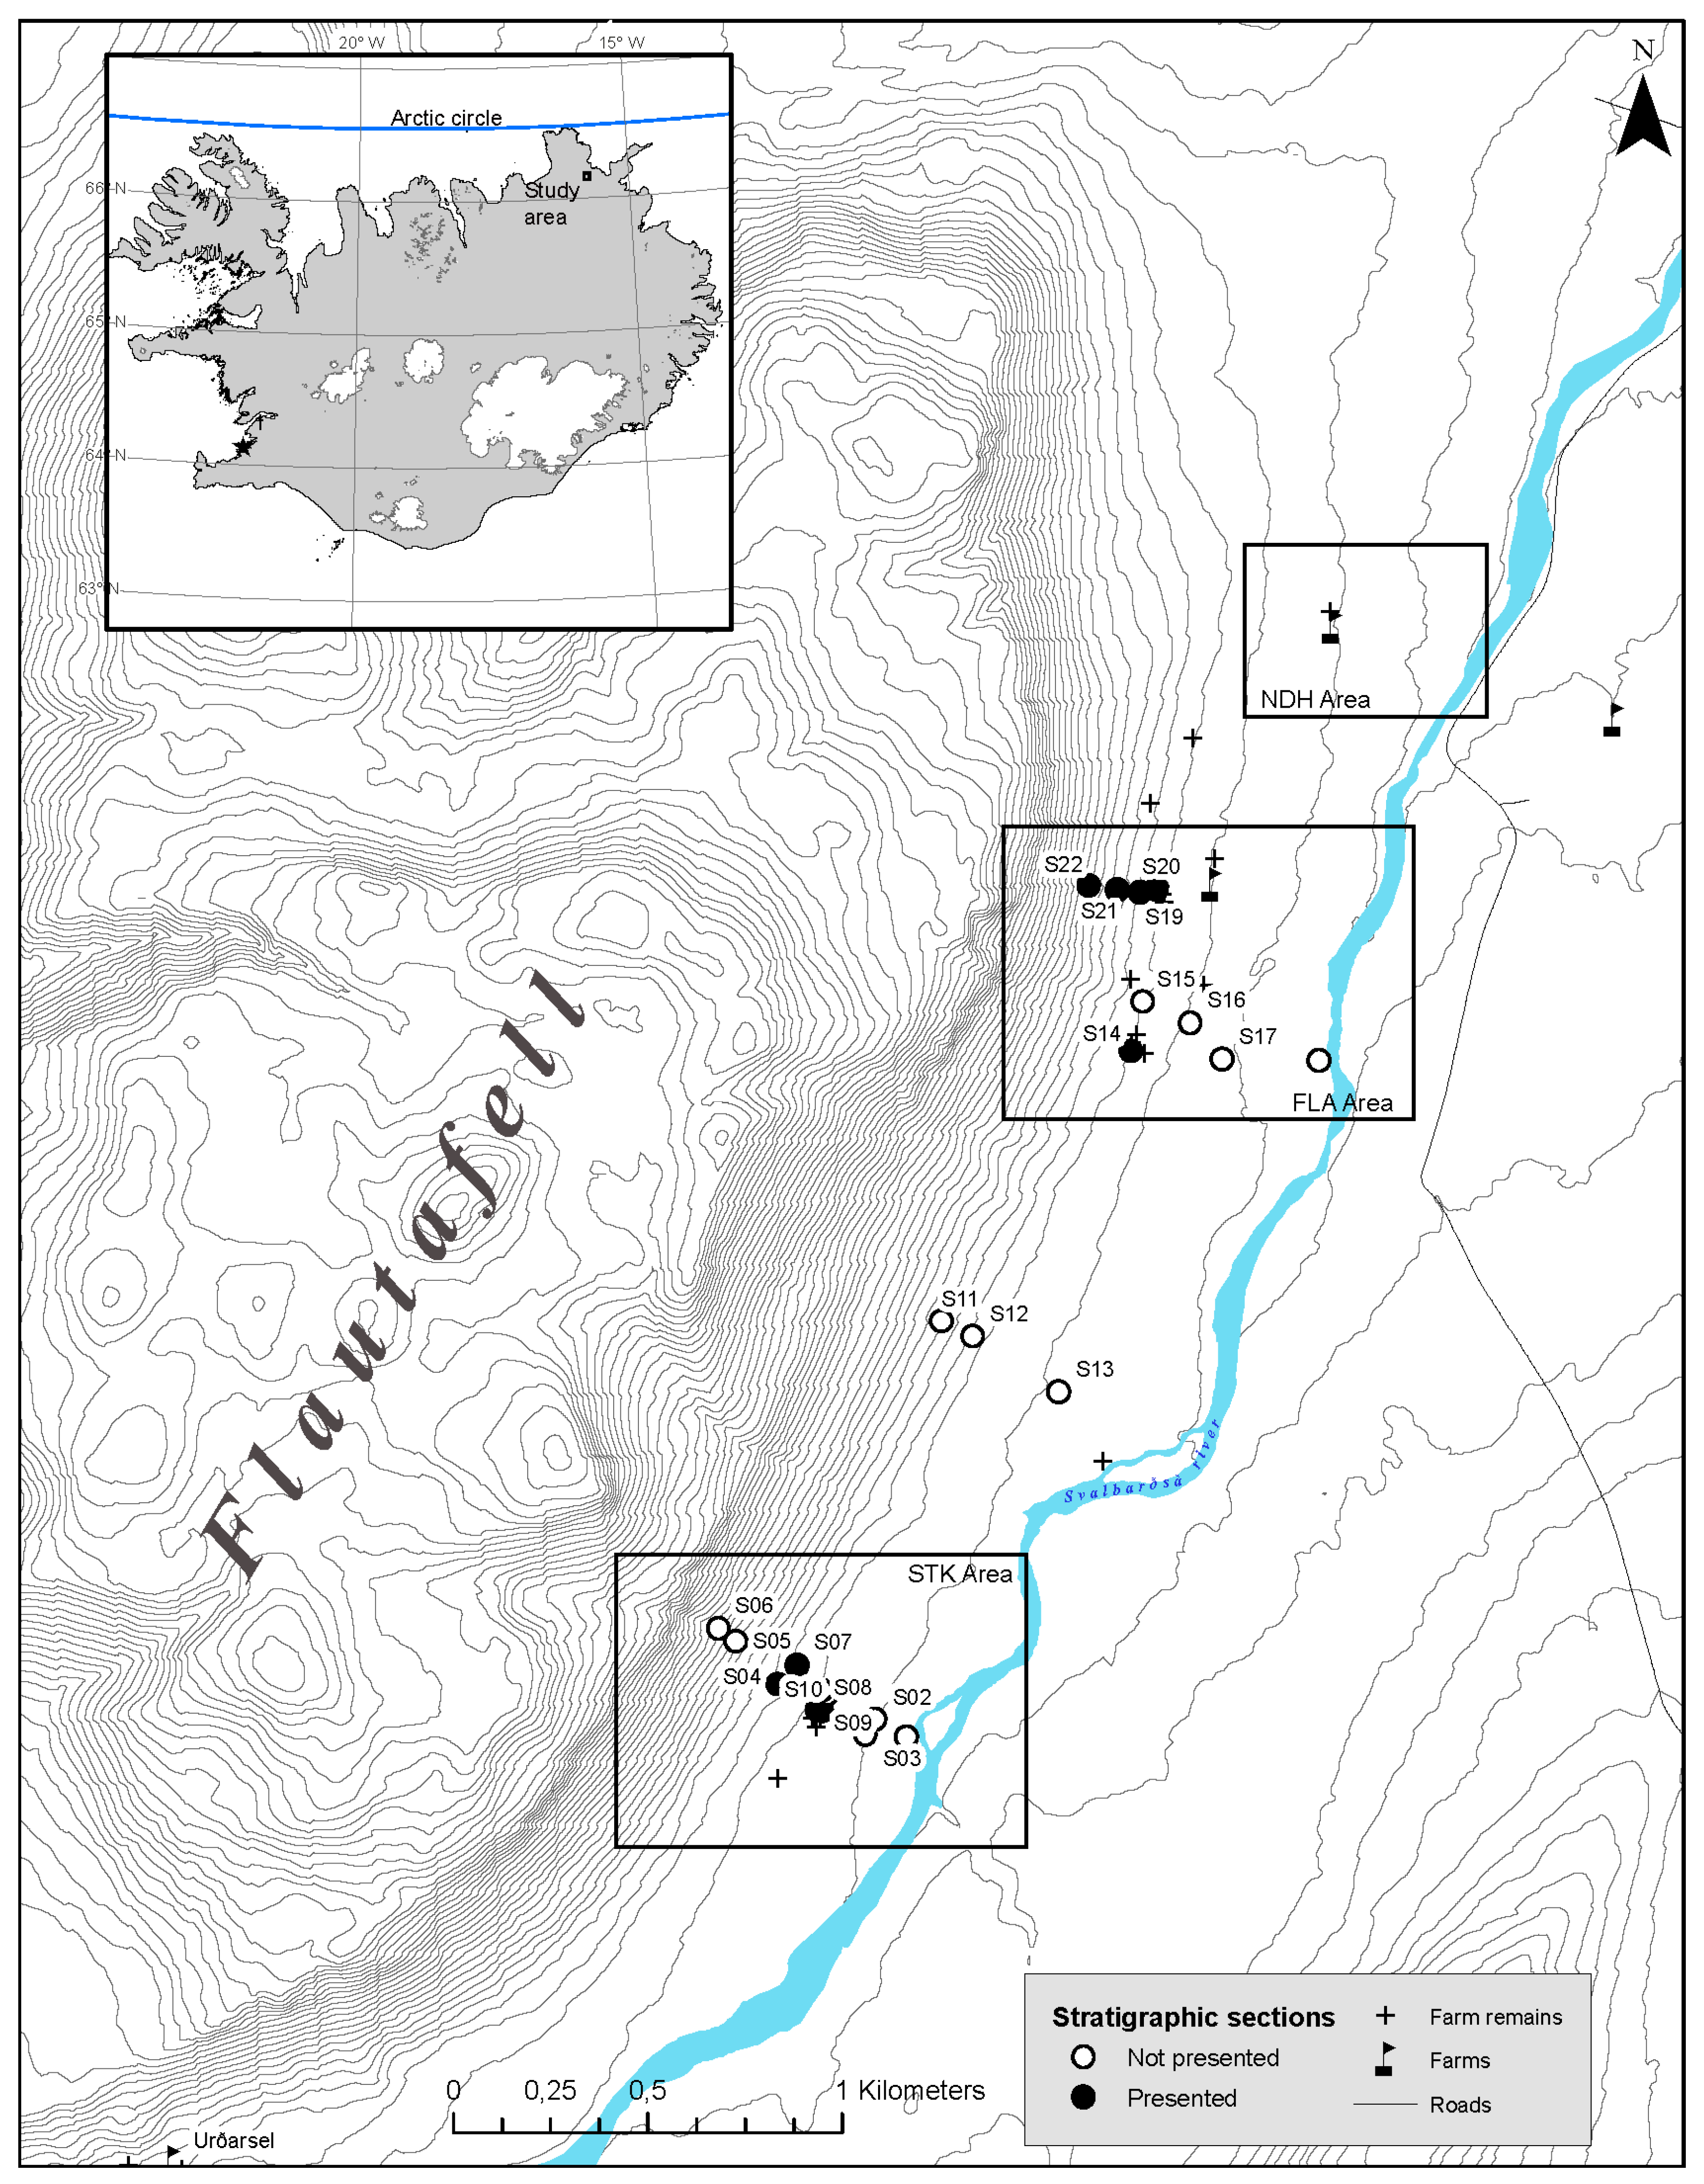 N
20° W
15° W
Arctic circle
66° N
Study
area
65° N
64° N
63° N
NDH Area
S22
S20
S21
S19
S15
S16
S14
S17
FLA Area
Flautafell
S11
S12
S13
Svalbarðsá river
STK Area
S06
S05
S07
S04
S10
S08
S02
S09
S03
Stratigraphic sections
Not presented
Presented
Farm remains
Farms
Roads
0
0,25
0,5
1 Kilometers
Urðarsel